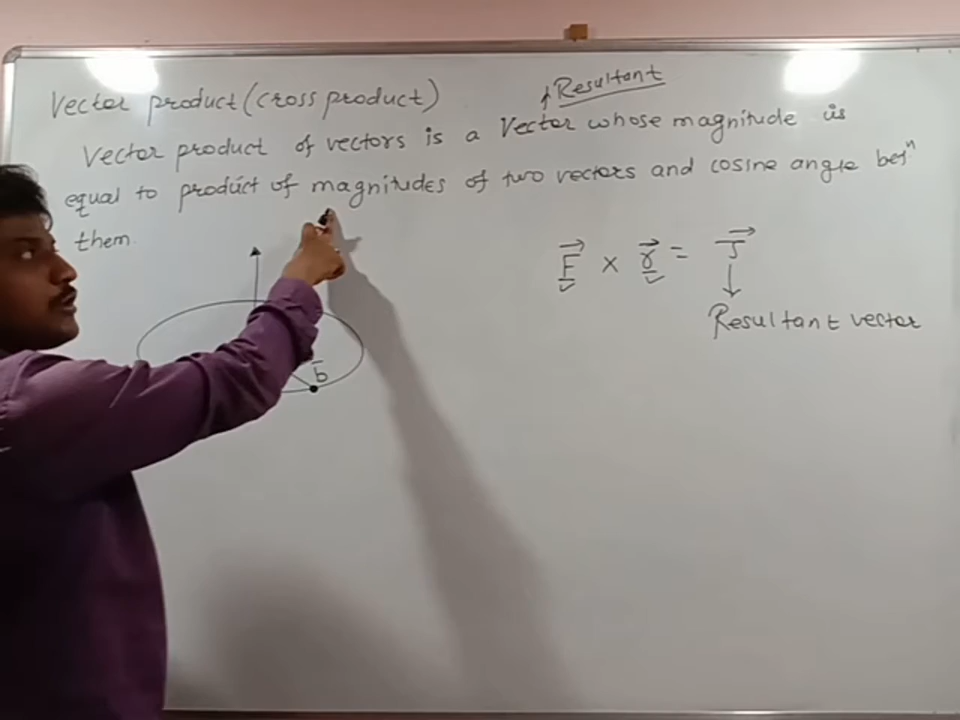 Vector product (cross product)
Resultant
Vector product of vectors is a Vector whose magnitude is
equal to product of magnitudes of two vectors and cosine angle betⁿ
them.
F × r = J
Resultant vector
b